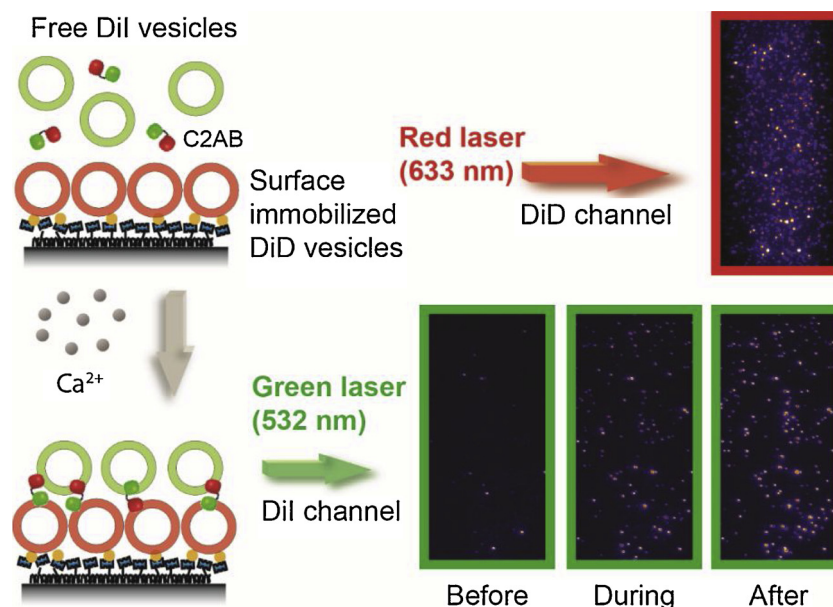 Free DiI vesicles
C2AB
Surface
immobilized
DiD vesicles
Red laser
(633 nm)
DiD channel
Ca²⁺
Green laser
(532 nm)
DiI channel
Before
During
After